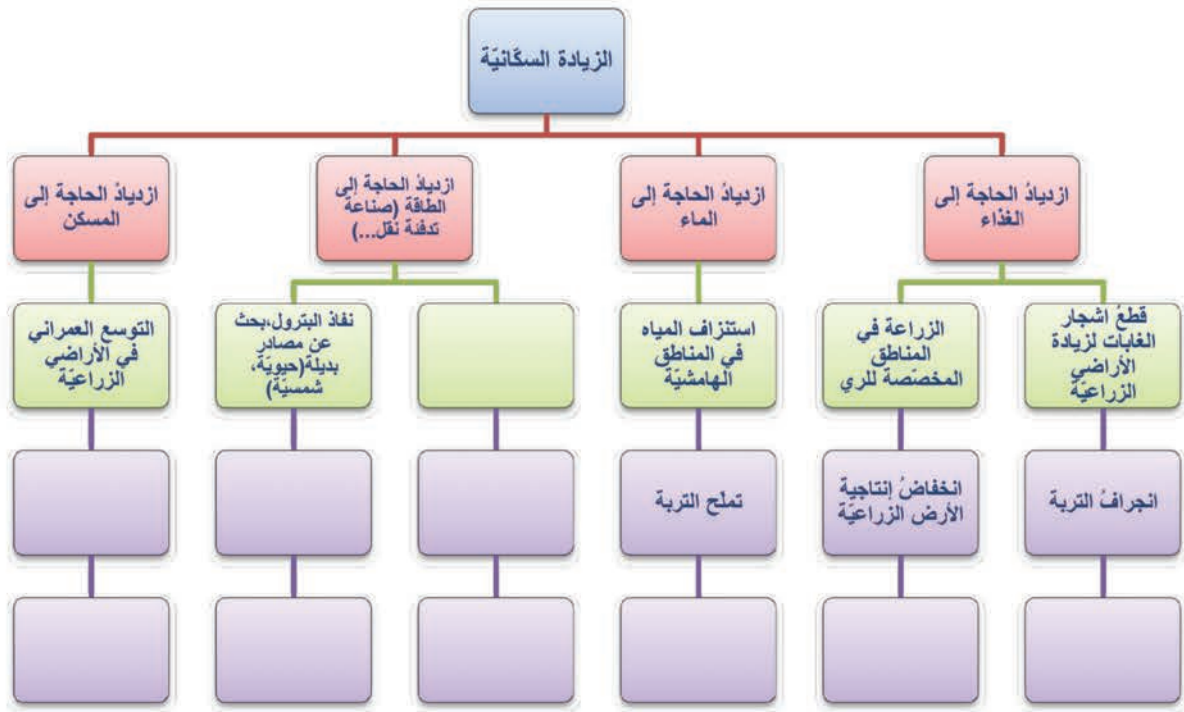 الزيادة السكّانيّة
ازديادُ الحاجة إلى
الغذاء
ازديادُ الحاجة إلى
الماء
ازديادُ الحاجة إلى
الطاقة (صناعة
تدفئة نقل...)
ازديادُ الحاجة إلى
المسكن
قطعُ اشجار
الغابات لزيادة
الأراضي
الزراعيّة
الزراعة في
المناطق
المخصّصة للري
استنزاف المياه
في المناطق
الهامشيّة
نفاذ البترول،بحث
عن مصادر
بديلة(حيويّة،
شمسيّة)
التوسع العمراني
في الأراضي
الزراعيّة
انجرافُ التربة
انخفاضُ إنتاجية
الأرض الزراعيّة
تملّح التربة